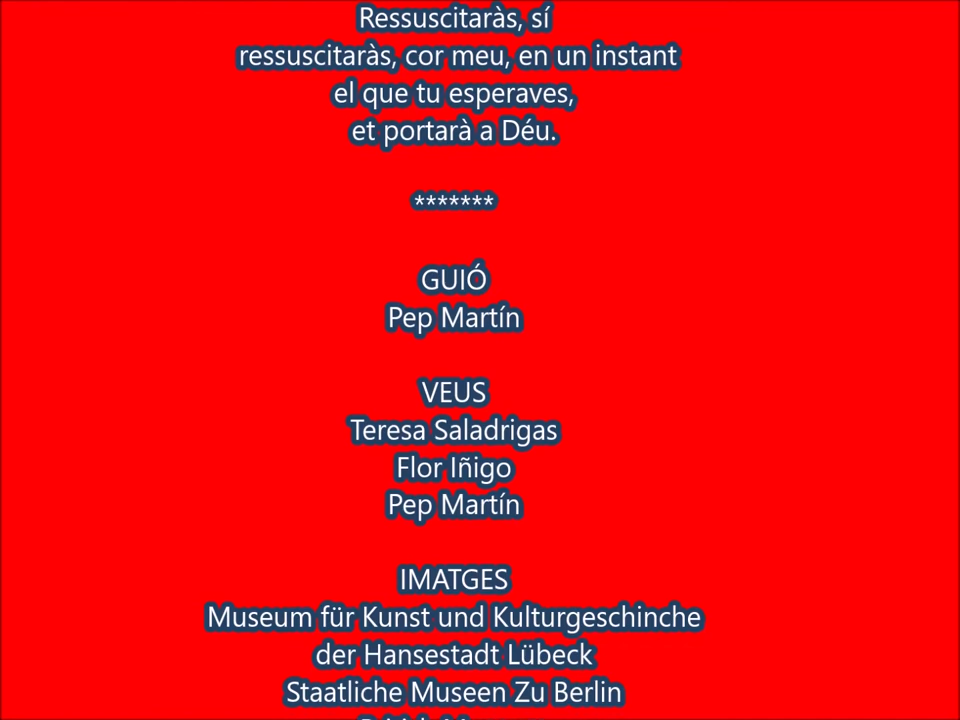 Ressuscitaràs, sí
ressuscitaràs, cor meu, en un instant
el que tu esperaves,
et portarà a Déu.
*******
GUIÓ
Pep Martín
VEUS
Teresa Saladrigas
Flor Iñigo
Pep Martín
IMATGES
Museum für Kunst und Kulturgeschinche
der Hansestadt Lübeck
Staatliche Museen Zu Berlin